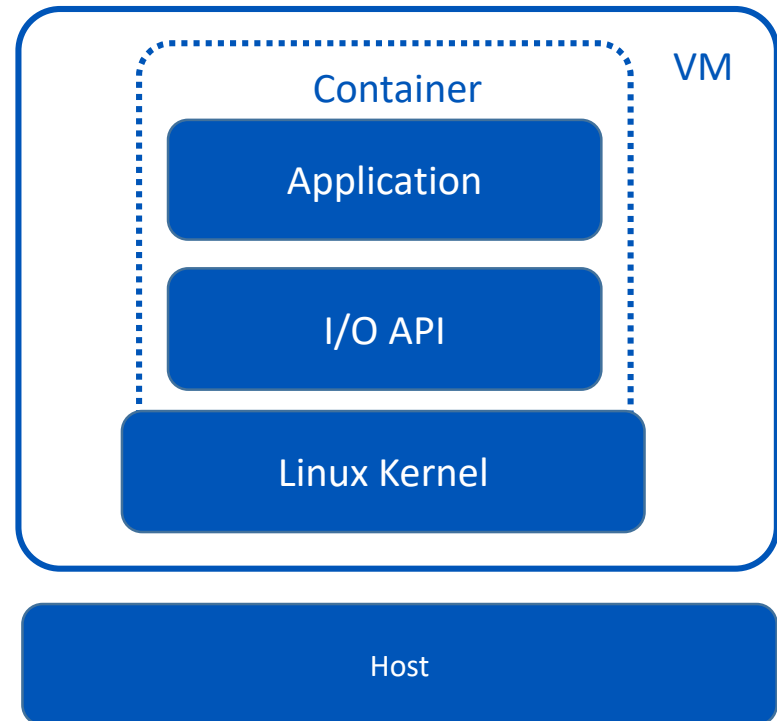 VM
Container
Application
I/O API
Linux Kernel
Host